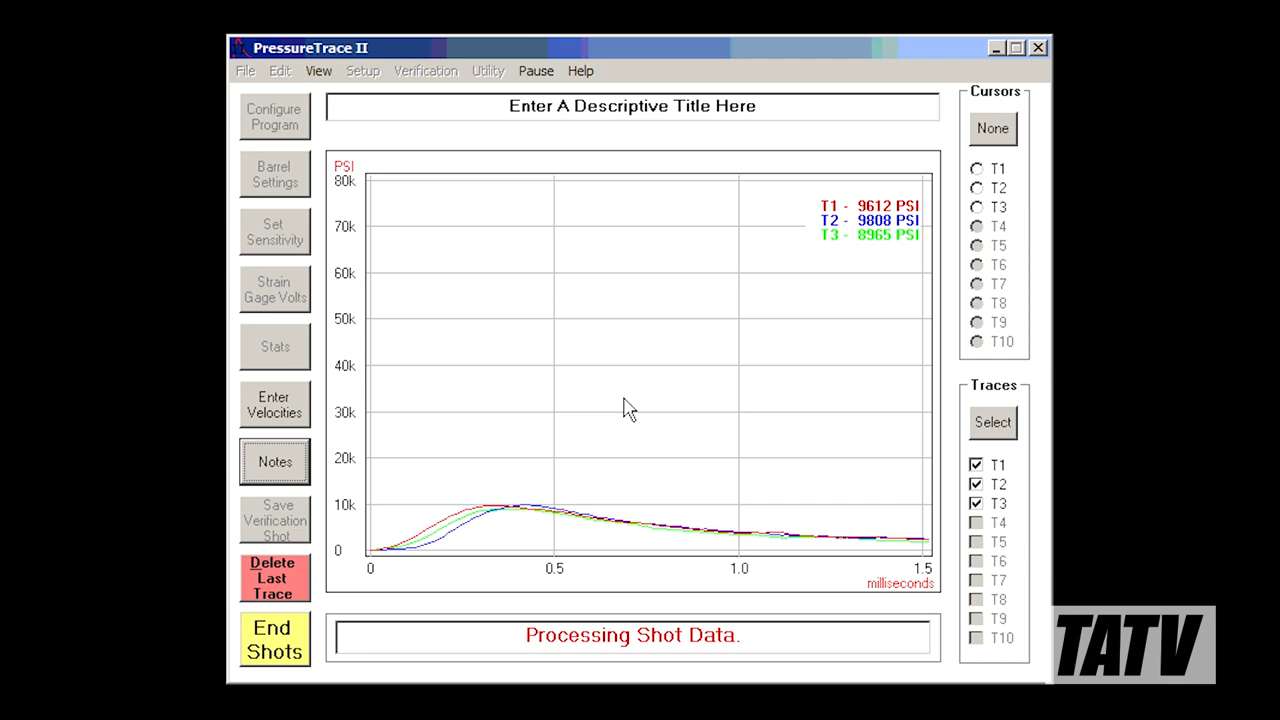 PressureTrace II
File Edit View Setup Verification Utility Pause Help
Configure
Program
Barrel
Settings
Set
Sensitivity
Strain
Gage Volts
Stats
Enter
Velocities
Notes
Save
Verification
Shot
Delete
Last
Trace
End
Shots
Enter A Descriptive Title Here
PSI
80k
70k
60k
50k
40k
30k
20k
10k
0
T1 - 9612 PSI
T2 - 9808 PSI
T3 - 8965 PSI
0 0.5 1.0 1.5
milliseconds
Processing Shot Data.
Cursors
None
T1
T2
T3
T4
T5
T6
T7
T8
T9
T10
Traces
Select
T1
T2
T3
T4
T5
T6
T7
T8
T9
T10
TATV